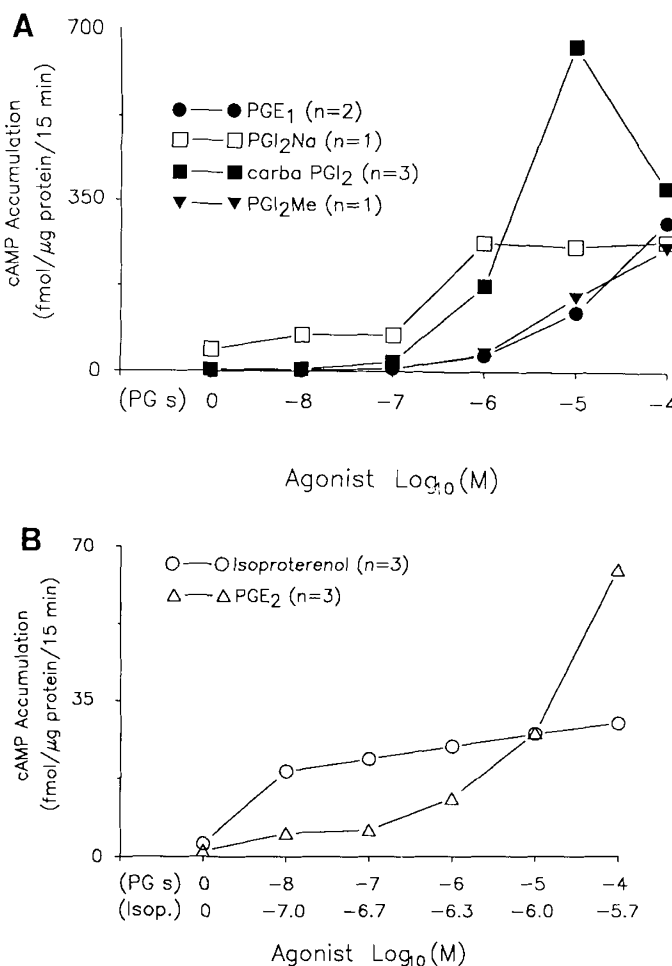 A
700
350
0
cAMP Accumulation
(fmol/μg protein/15 min)
PGE1 (n=2)
PGI2Na (n=1)
carba PGI2 (n=3)
PGI2Me (n=1)
(PG s) 0 −8 −7 −6 −5 −4
Agonist Log10(M)
B
70
35
0
cAMP Accumulation
(fmol/μg protein/15 min)
Isoproterenol (n=3)
PGE2 (n=3)
(PG s) 0 −8 −7 −6 −5 −4
(Isop.) 0 −7.0 −6.7 −6.3 −6.0 −5.7
Agonist Log10(M)